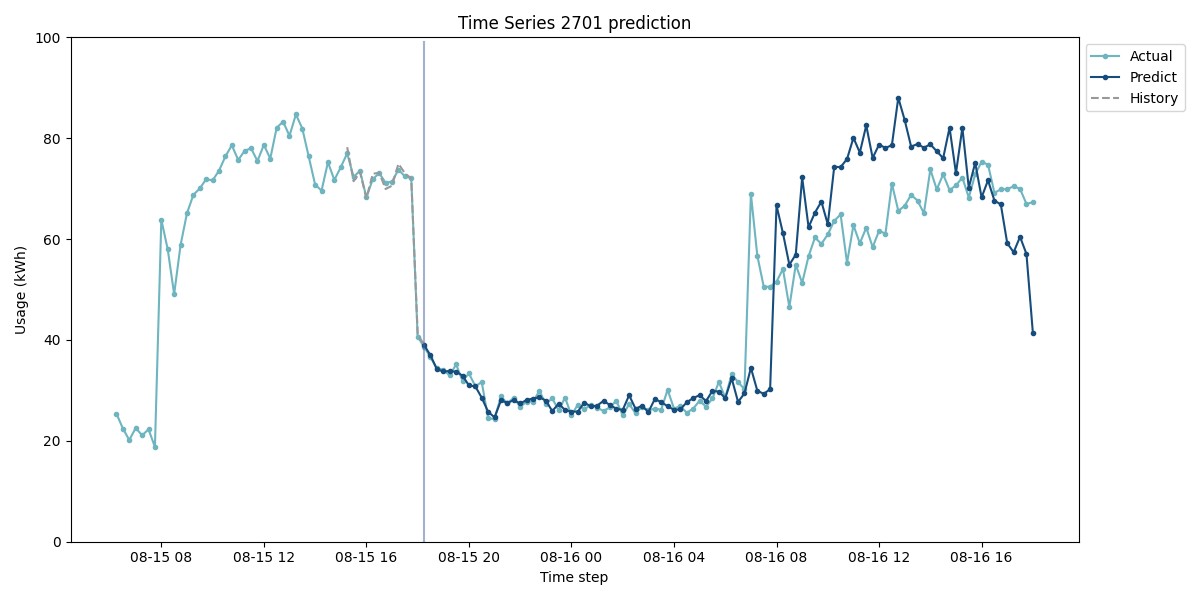 Time Series 2701 prediction
Usage (kWh)
100
80
60
40
20
0
08-15 08
08-15 12
08-15 16
08-15 20
08-16 00
08-16 04
08-16 08
08-16 12
08-16 16
Time step
Actual
Predict
History